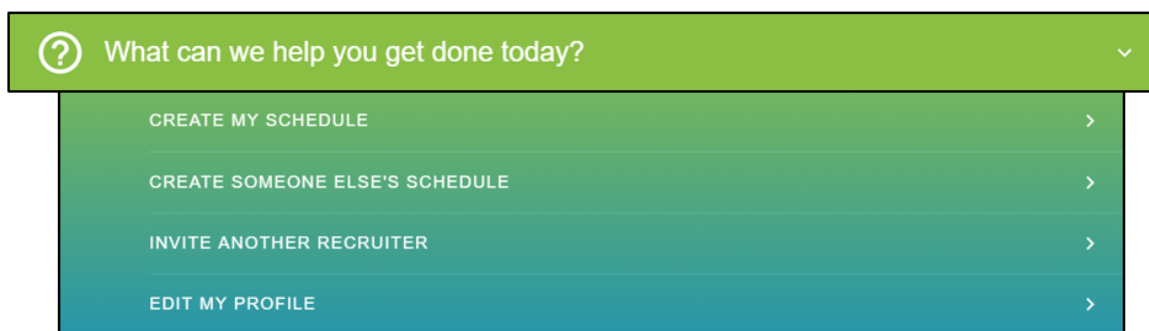 What can we help you get done today?
CREATE MY SCHEDULE
CREATE SOMEONE ELSE'S SCHEDULE
INVITE ANOTHER RECRUITER
EDIT MY PROFILE